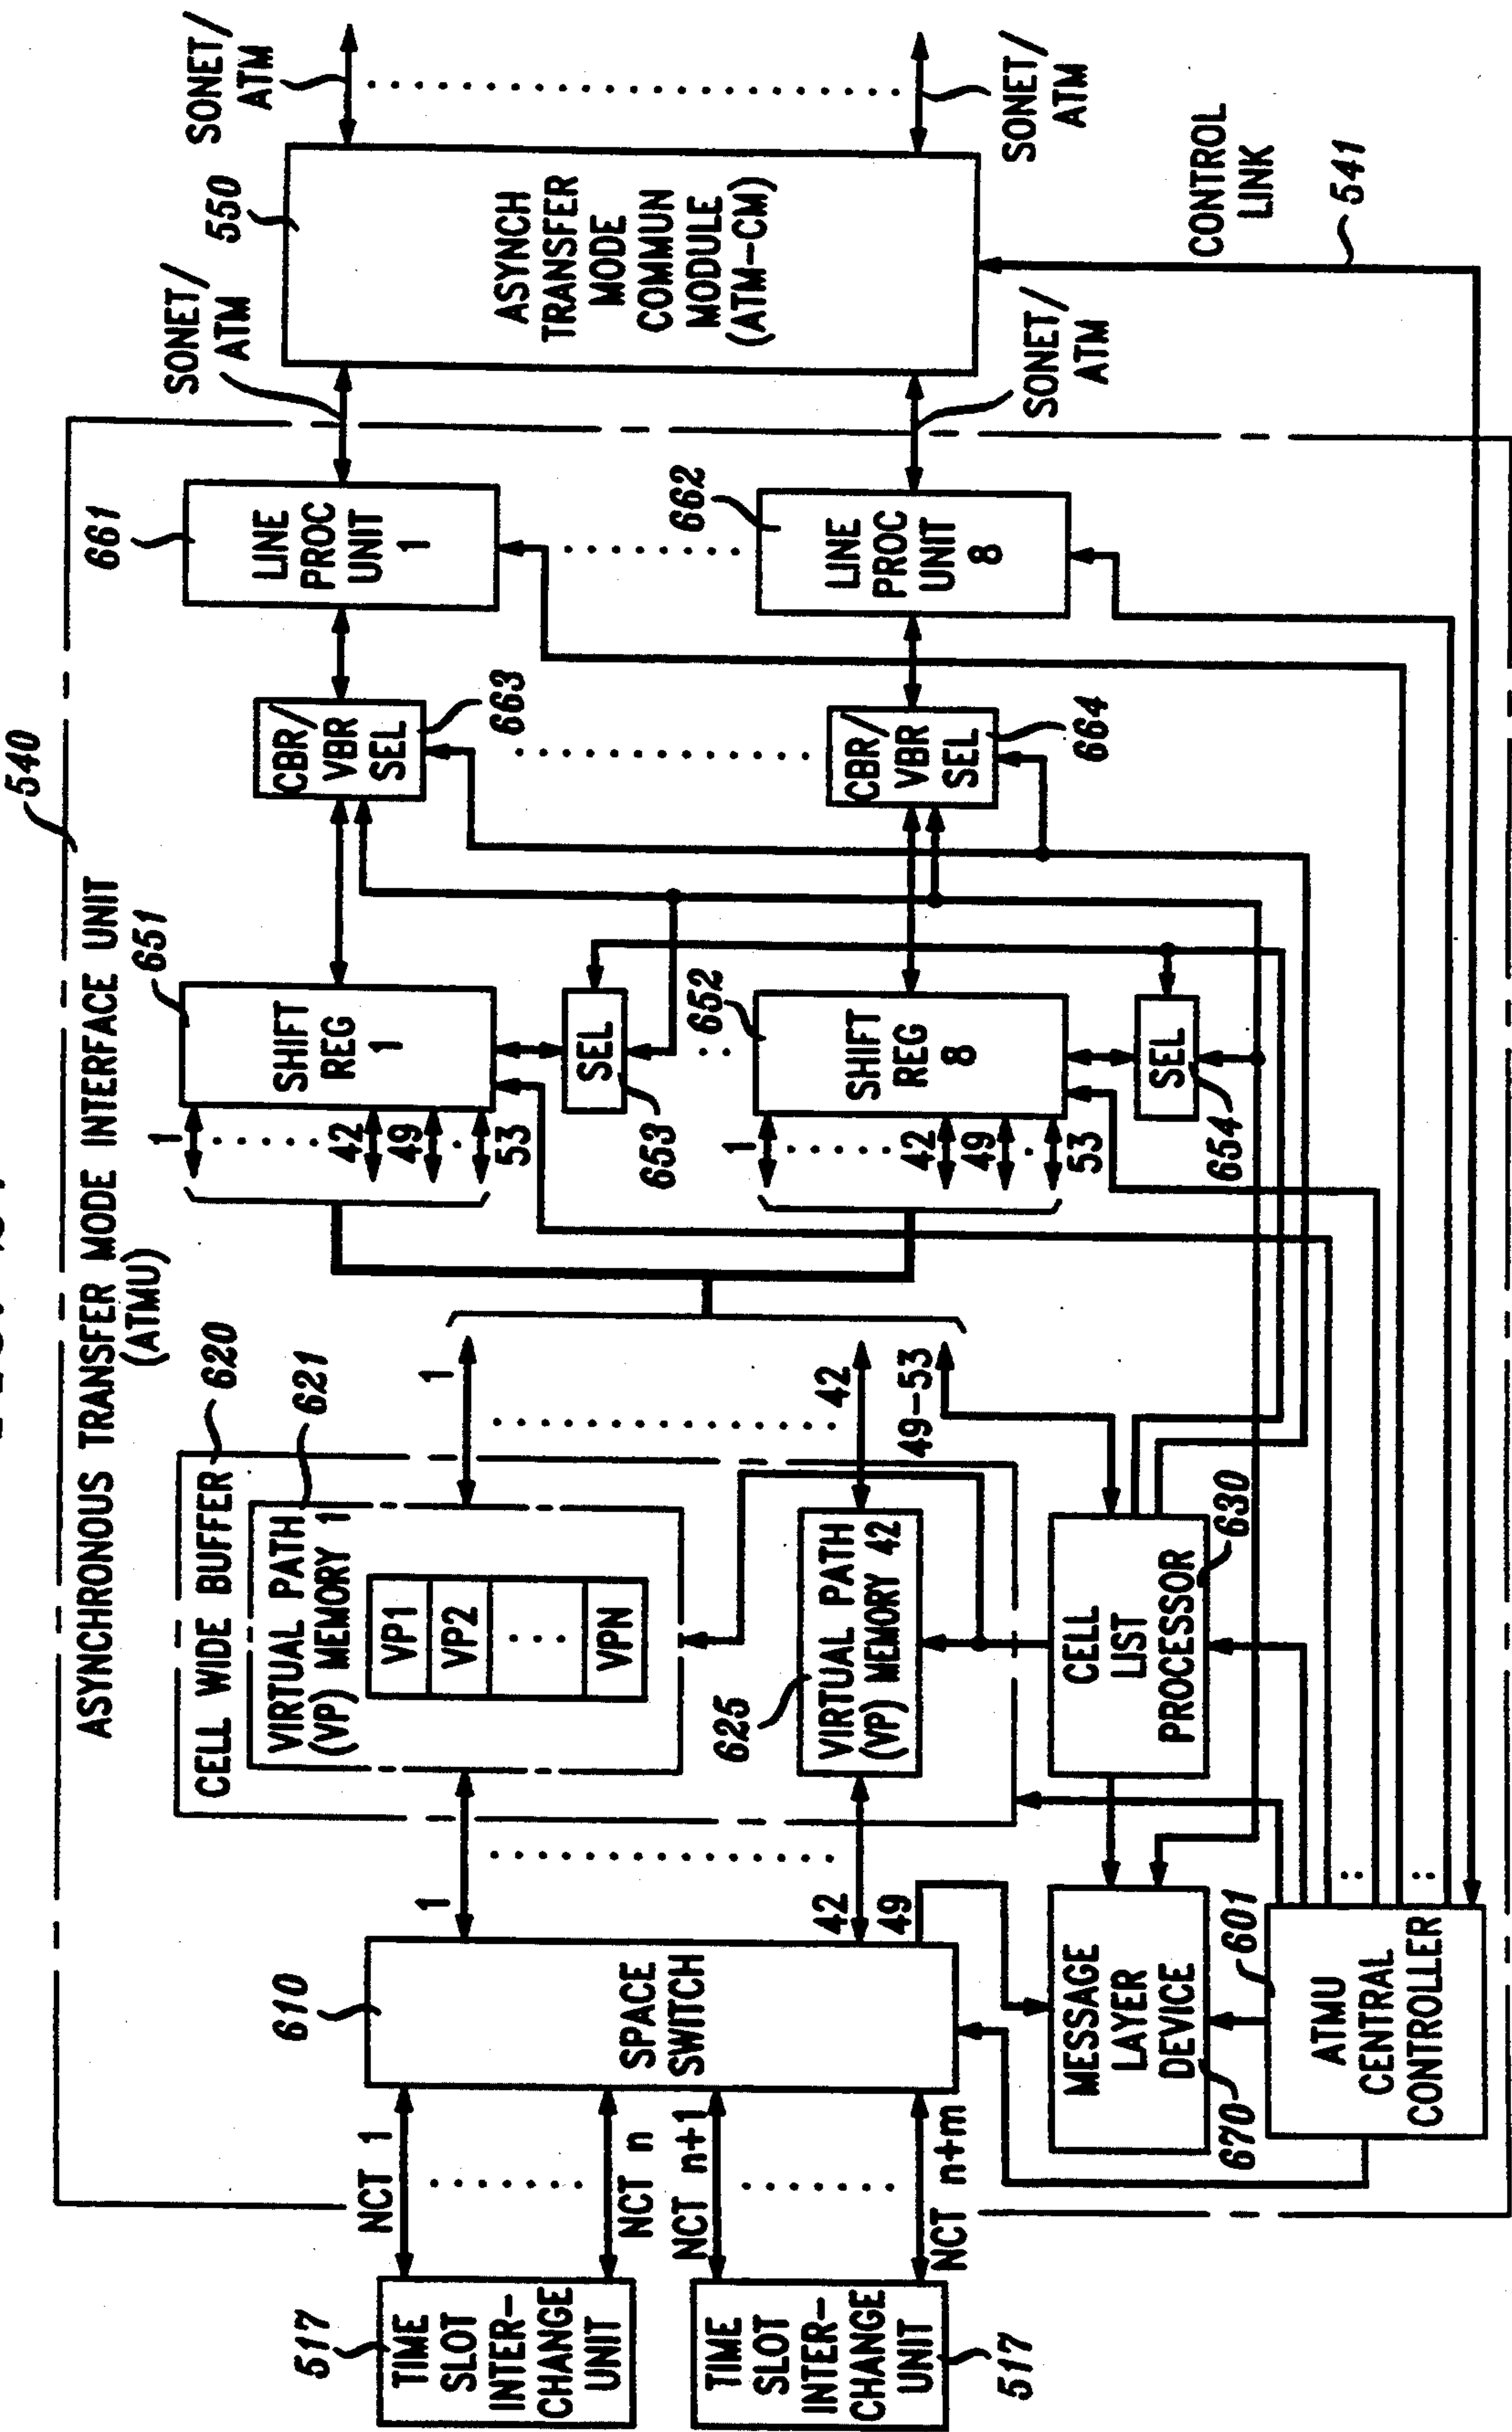 540
ASYNCHRONOUS TRANSFER MODE INTERFACE UNIT
(ATMU)
517
TIME
SLOT
INTER-
CHANGE
UNIT
TIME
SLOT
INTER-
CHANGE
UNIT
517
NCT 1
NCT n
NCT n+1
NCT n+m
610
SPACE
SWITCH
1
42
49
CELL WIDE BUFFER
620
621
VIRTUAL PATH
(VP) MEMORY 1
VP1
VP2
VPN
625
VIRTUAL PATH
(VP) MEMORY 42
1
42
49-53
CELL
LIST
PROCESSOR
630
MESSAGE
LAYER
DEVICE
670
601
ATMU
CENTRAL
CONTROLLER
651
SHIFT
REG
1
1
42
49
53
SEL
653
652
SHIFT
REG
8
1
42
49
53
SEL
654
CBR/
VBR
SEL
663
CBR/
VBR
SEL
664
661
LINE
PROC
UNIT
1
662
LINE
PROC
UNIT
8
SONET/
ATM
SONET/
ATM
550
ASYNCH
TRANSFER
MODE
COMMUN
MODULE
(ATM-CM)
SONET/
ATM
SONET/
ATM
CONTROL
LINK
541